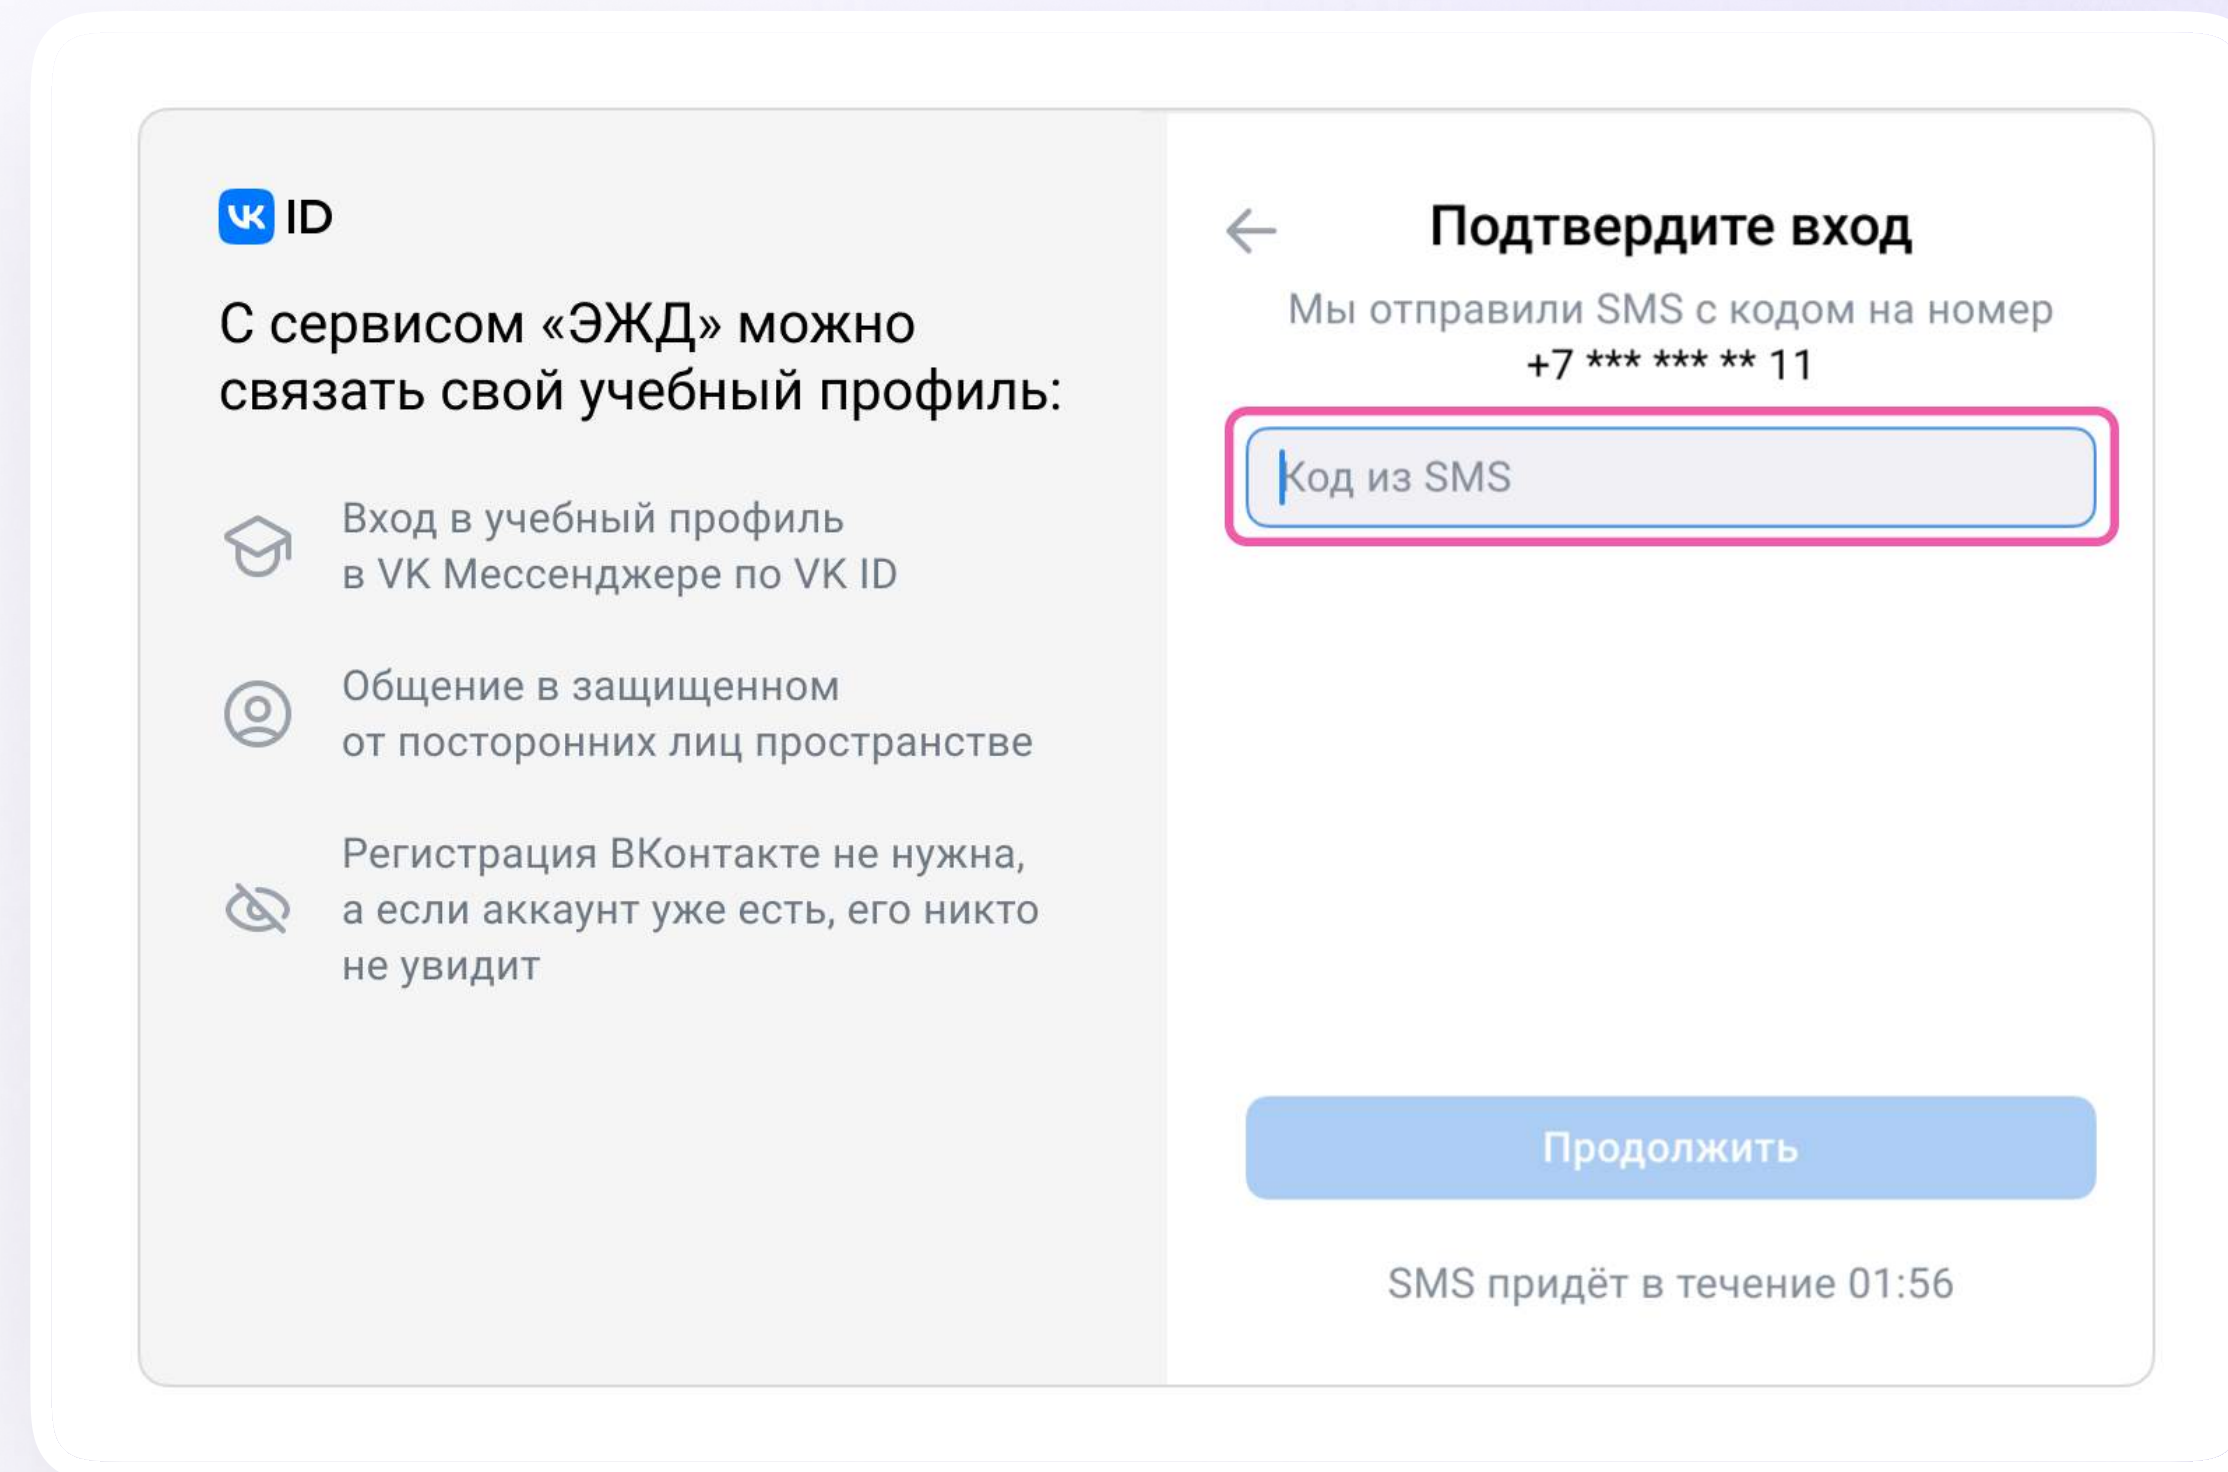 VK ID
С сервисом «ЭЖД» можно
связать свой учебный профиль:
Вход в учебный профиль
в VK Мессенджере по VK ID
Общение в защищенном
от посторонних лиц пространстве
Регистрация ВКонтакте не нужна,
а если аккаунт уже есть, его никто
не увидит
Подтвердите вход
Мы отправили SMS с кодом на номер
+7 *** *** ** 11
Код из SMS
Продолжить
SMS придёт в течение 01:56